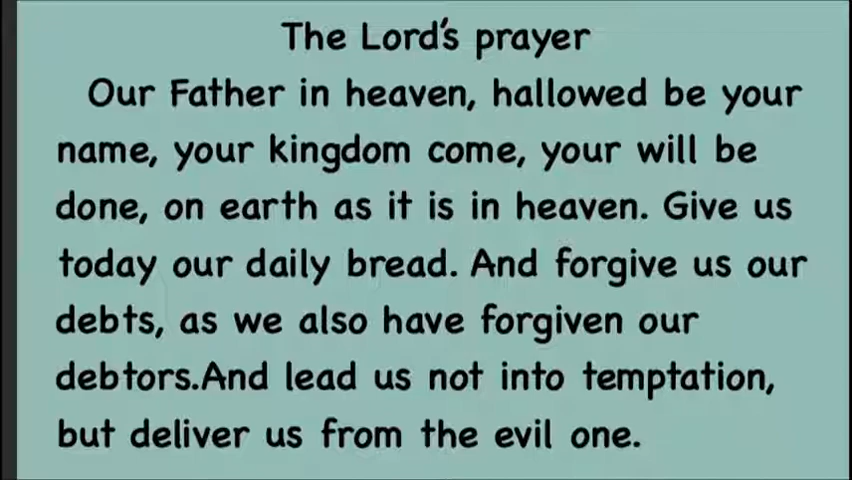 The Lord's prayer
Our Father in heaven, hallowed be your
name, your kingdom come, your will be
done, on earth as it is in heaven. Give us
today our daily bread. And forgive us our
debts, as we also have forgiven our
debtors.And lead us not into temptation,
but deliver us from the evil one.